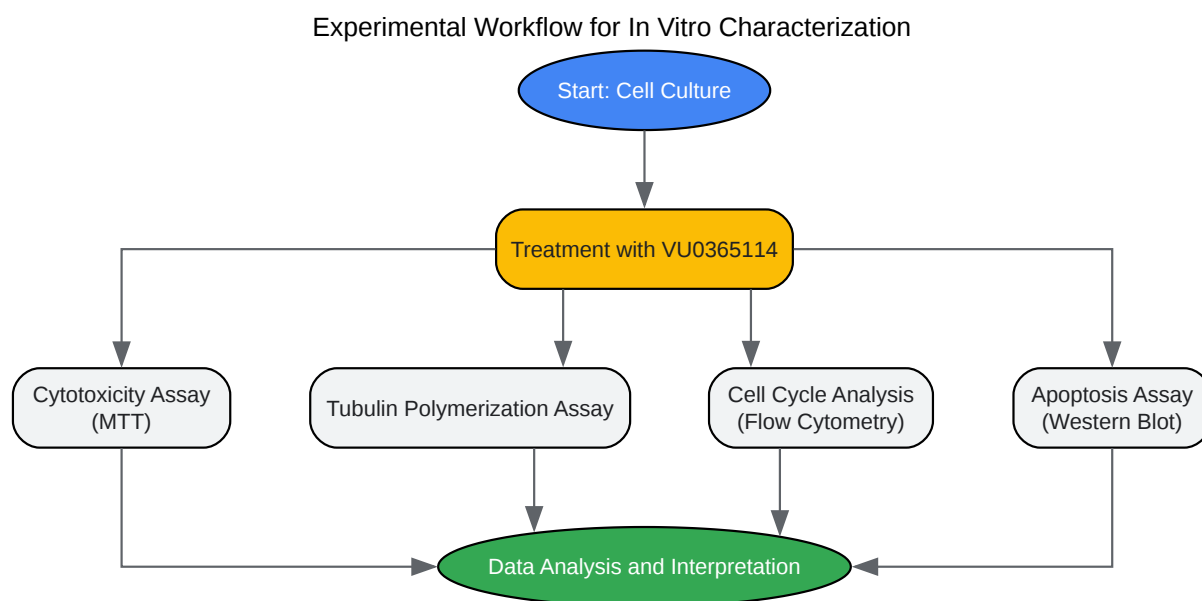 Experimental Workflow for In Vitro Characterization
Start: Cell Culture
Treatment with VU0365114
Cytotoxicity Assay
(MTT)
Tubulin Polymerization Assay
Cell Cycle Analysis
(Flow Cytometry)
Apoptosis Assay
(Western Blot)
Data Analysis and Interpretation